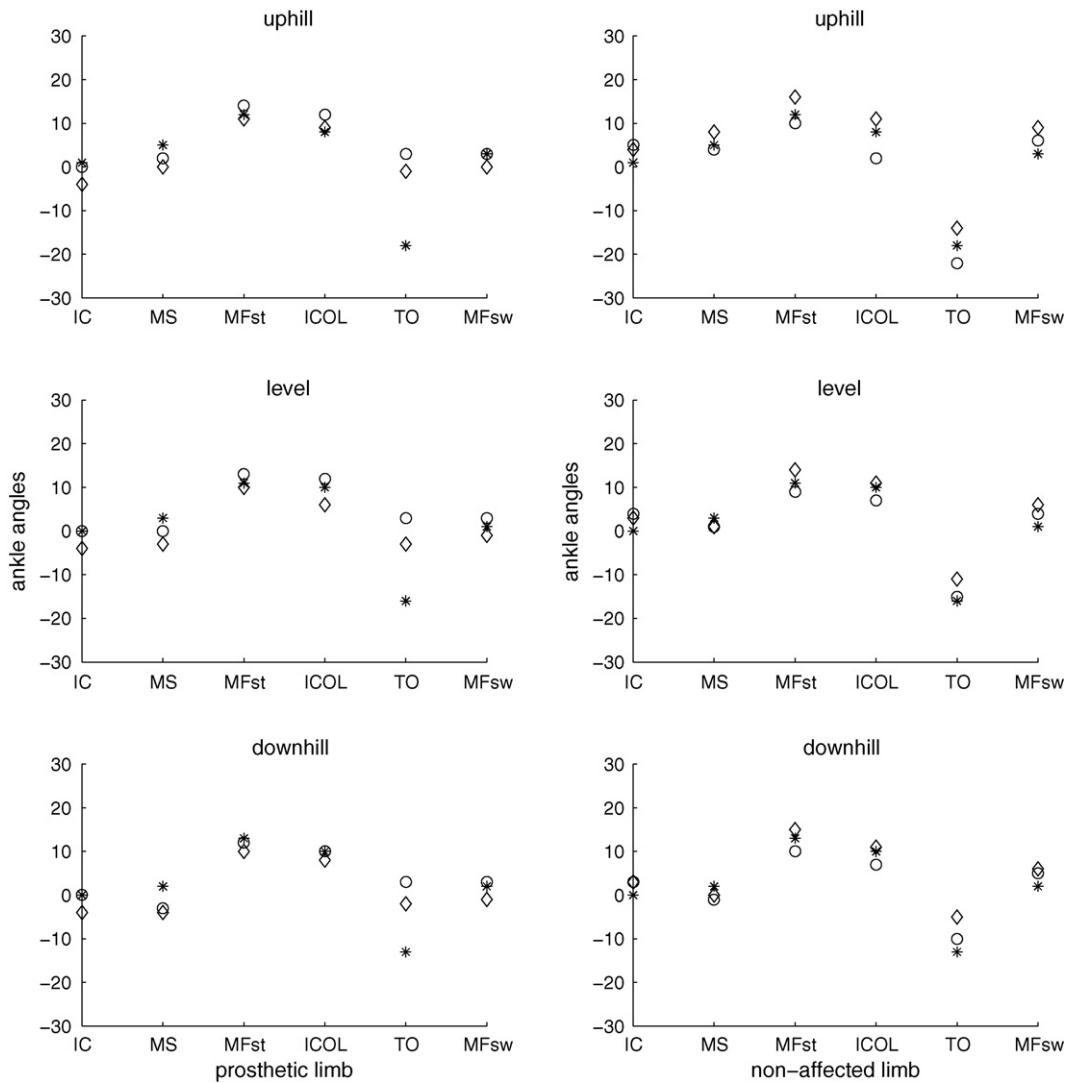 uphill
30
20
10
0
−10
−20
−30
IC MS MFst ICOL TO MFsw
uphill
30
20
10
0
−10
−20
−30
IC MS MFst ICOL TO MFsw
level
ankle angles
30
20
10
0
−10
−20
−30
IC MS MFst ICOL TO MFsw
level
ankle angles
30
20
10
0
−10
−20
−30
IC MS MFst ICOL TO MFsw
downhill
30
20
10
0
−10
−20
−30
IC MS MFst ICOL TO MFsw
prosthetic limb
downhill
30
20
10
0
−10
−20
−30
IC MS MFst ICOL TO MFsw
non−affected limb